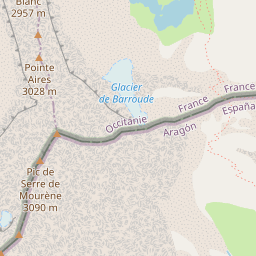 Blanc
2957 m
Pointe
Aires
3028 m
Glacier
de Barroude
France
France
España
Occitanie
Aragón
Pic de
Serre de
Mourène
3090 m